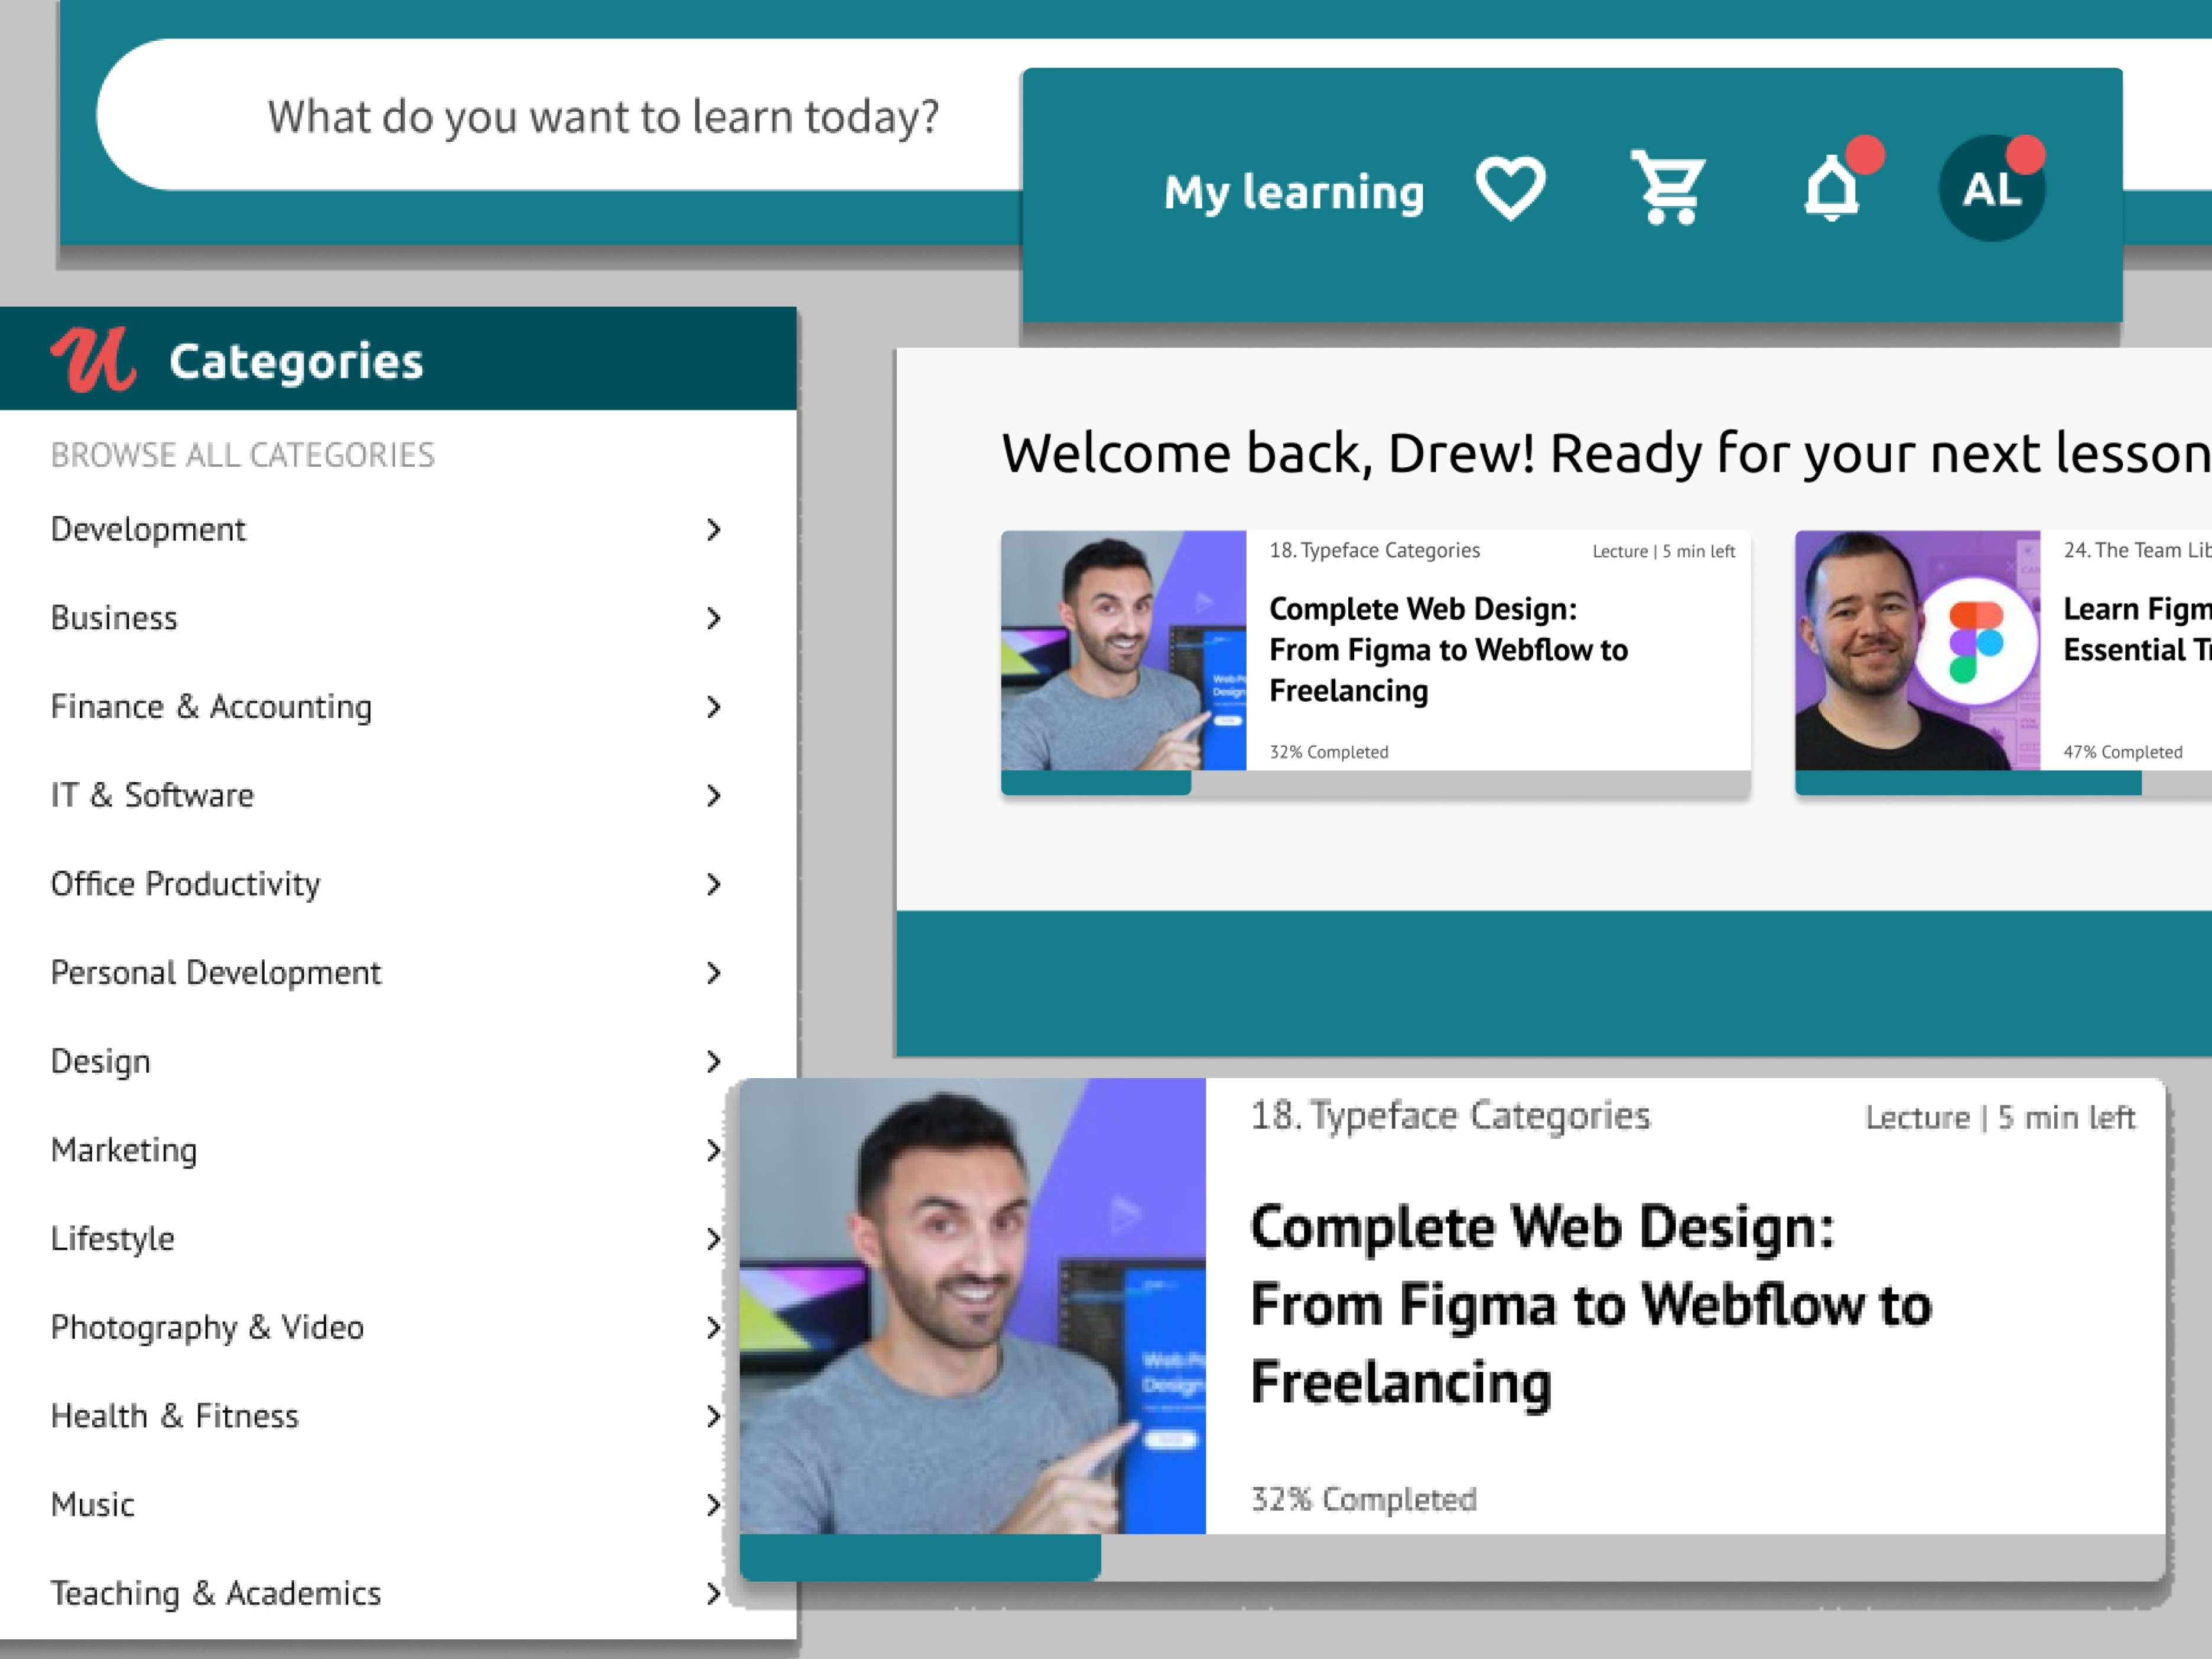 What do you want to learn today?
My learning
AL
U Categories
BROWSE ALL CATEGORIES
Development
Business
Finance & Accounting
IT & Software
Office Productivity
Personal Development
Design
Marketing
Lifestyle
Photography & Video
Health & Fitness
Music
Teaching & Academics
Welcome back, Drew! Ready for your next lesson
18. Typeface Categories
Lecture | 5 min left
Complete Web Design:
From Figma to Webflow to
Freelancing
32% Completed
24. The Team Lib
Learn Figm
Essential Tr
47% Completed
18. Typeface Categories
Lecture | 5 min left
Complete Web Design:
From Figma to Webflow to
Freelancing
32% Completed